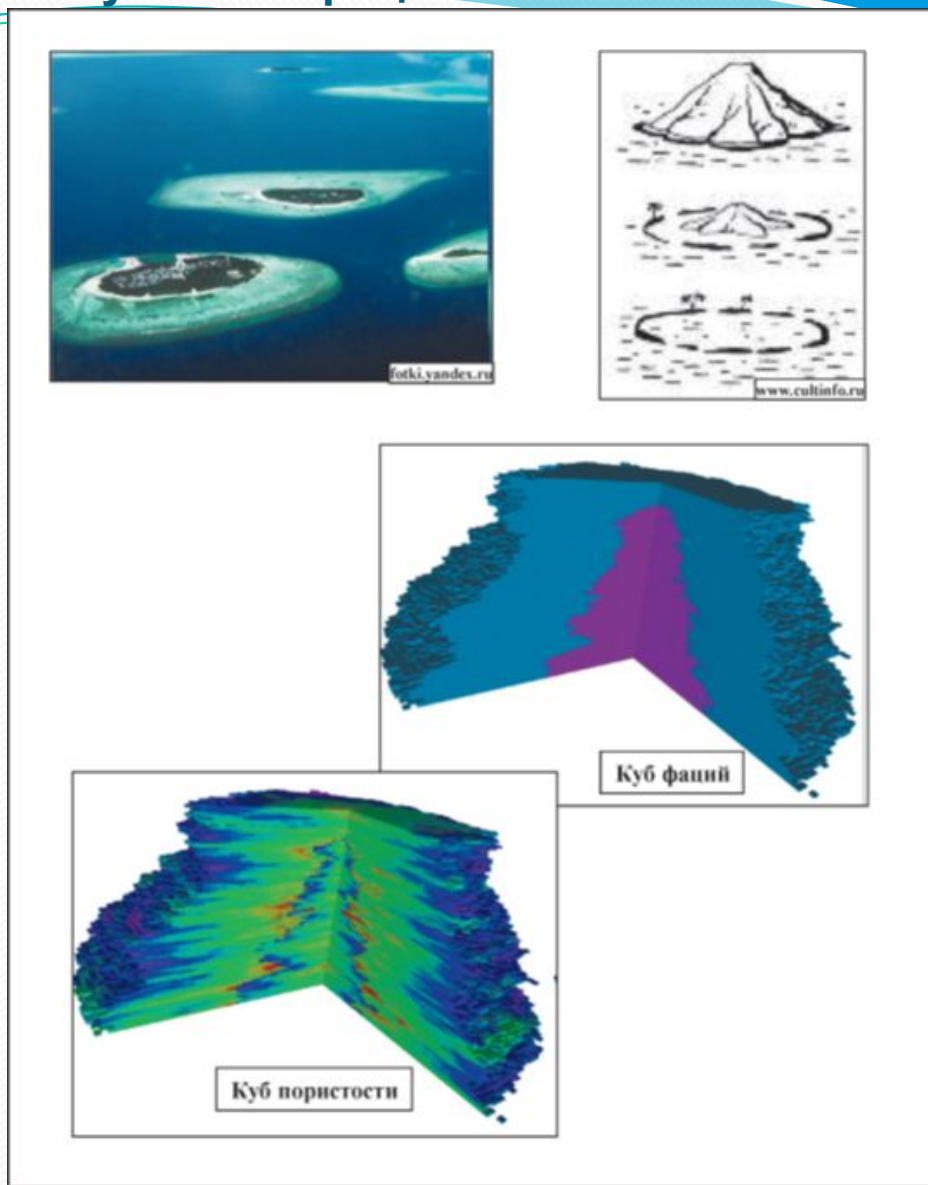 fotki.yandex.ru
www.cultinfo.ru
Куб фаций
Куб пористости